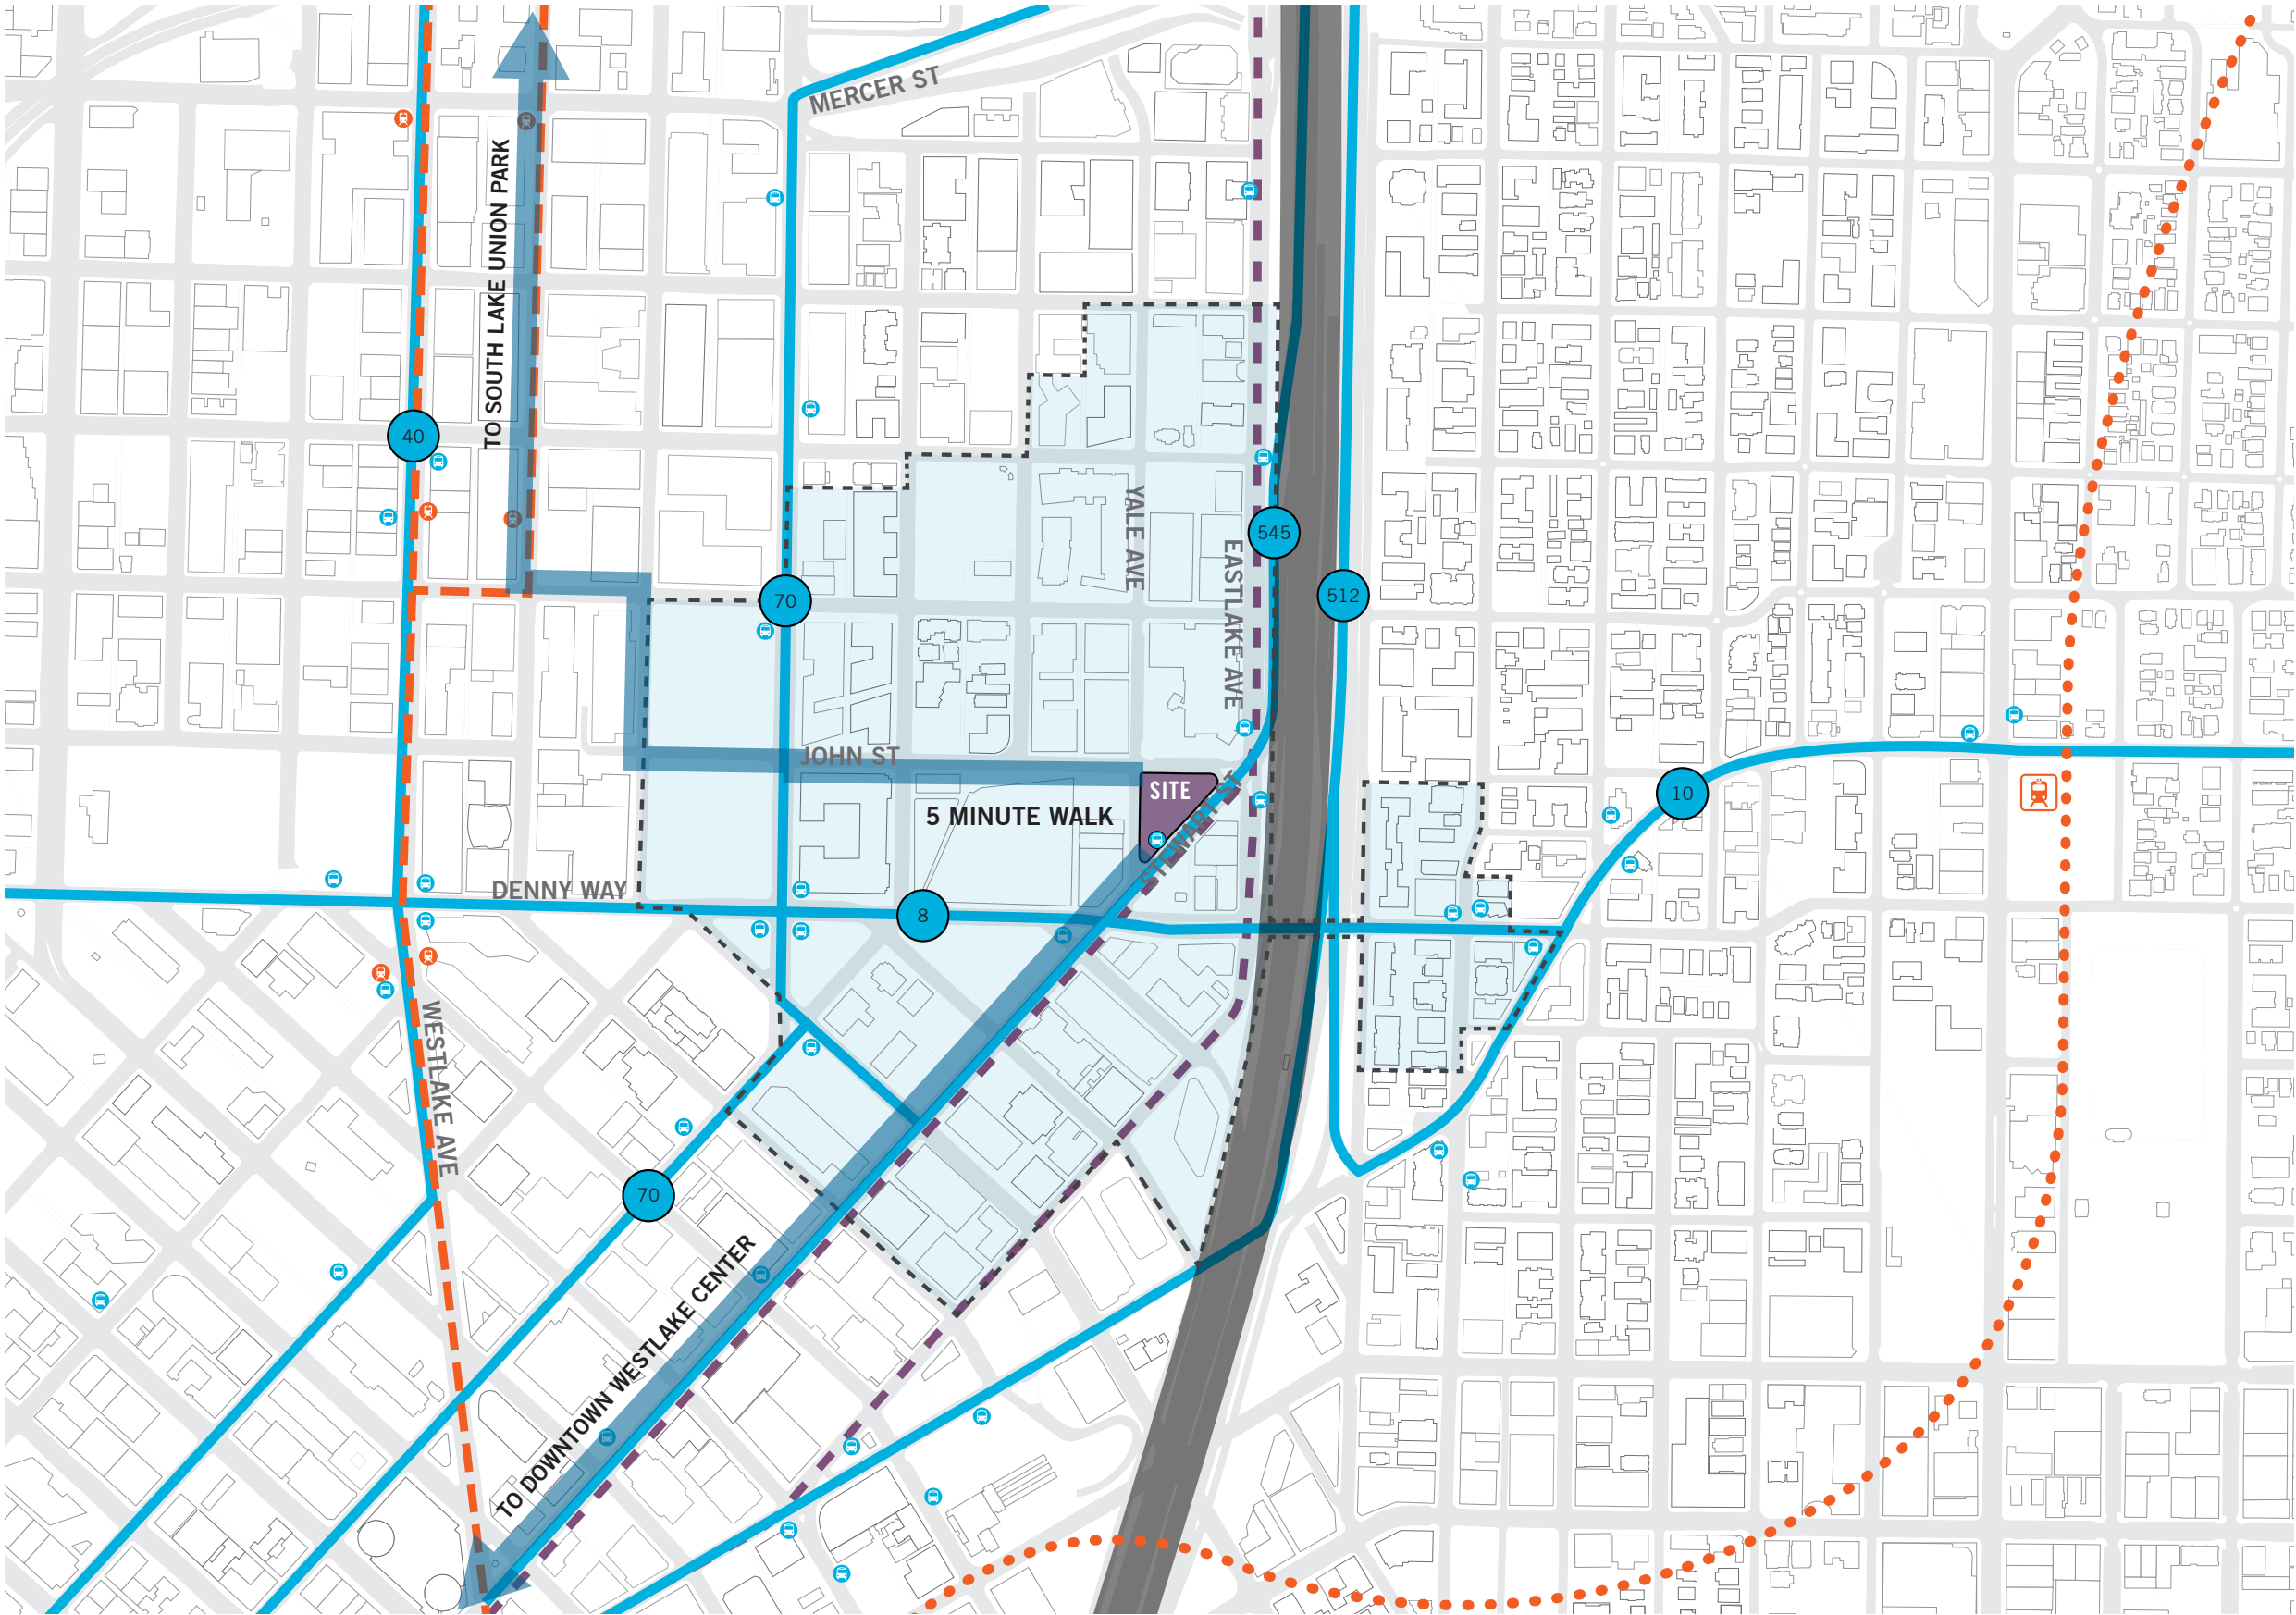 MERCER ST
TO SOUTH LAKE UNION PARK
40
YALE AVE
545
EASTLAKE AVE
70
512
JOHN ST
SITE
10
5 MINUTE WALK
STEWART ST
DENNY WAY
8
WESTLAKE AVE
70
TO DOWNTOWN WESTLAKE CENTER